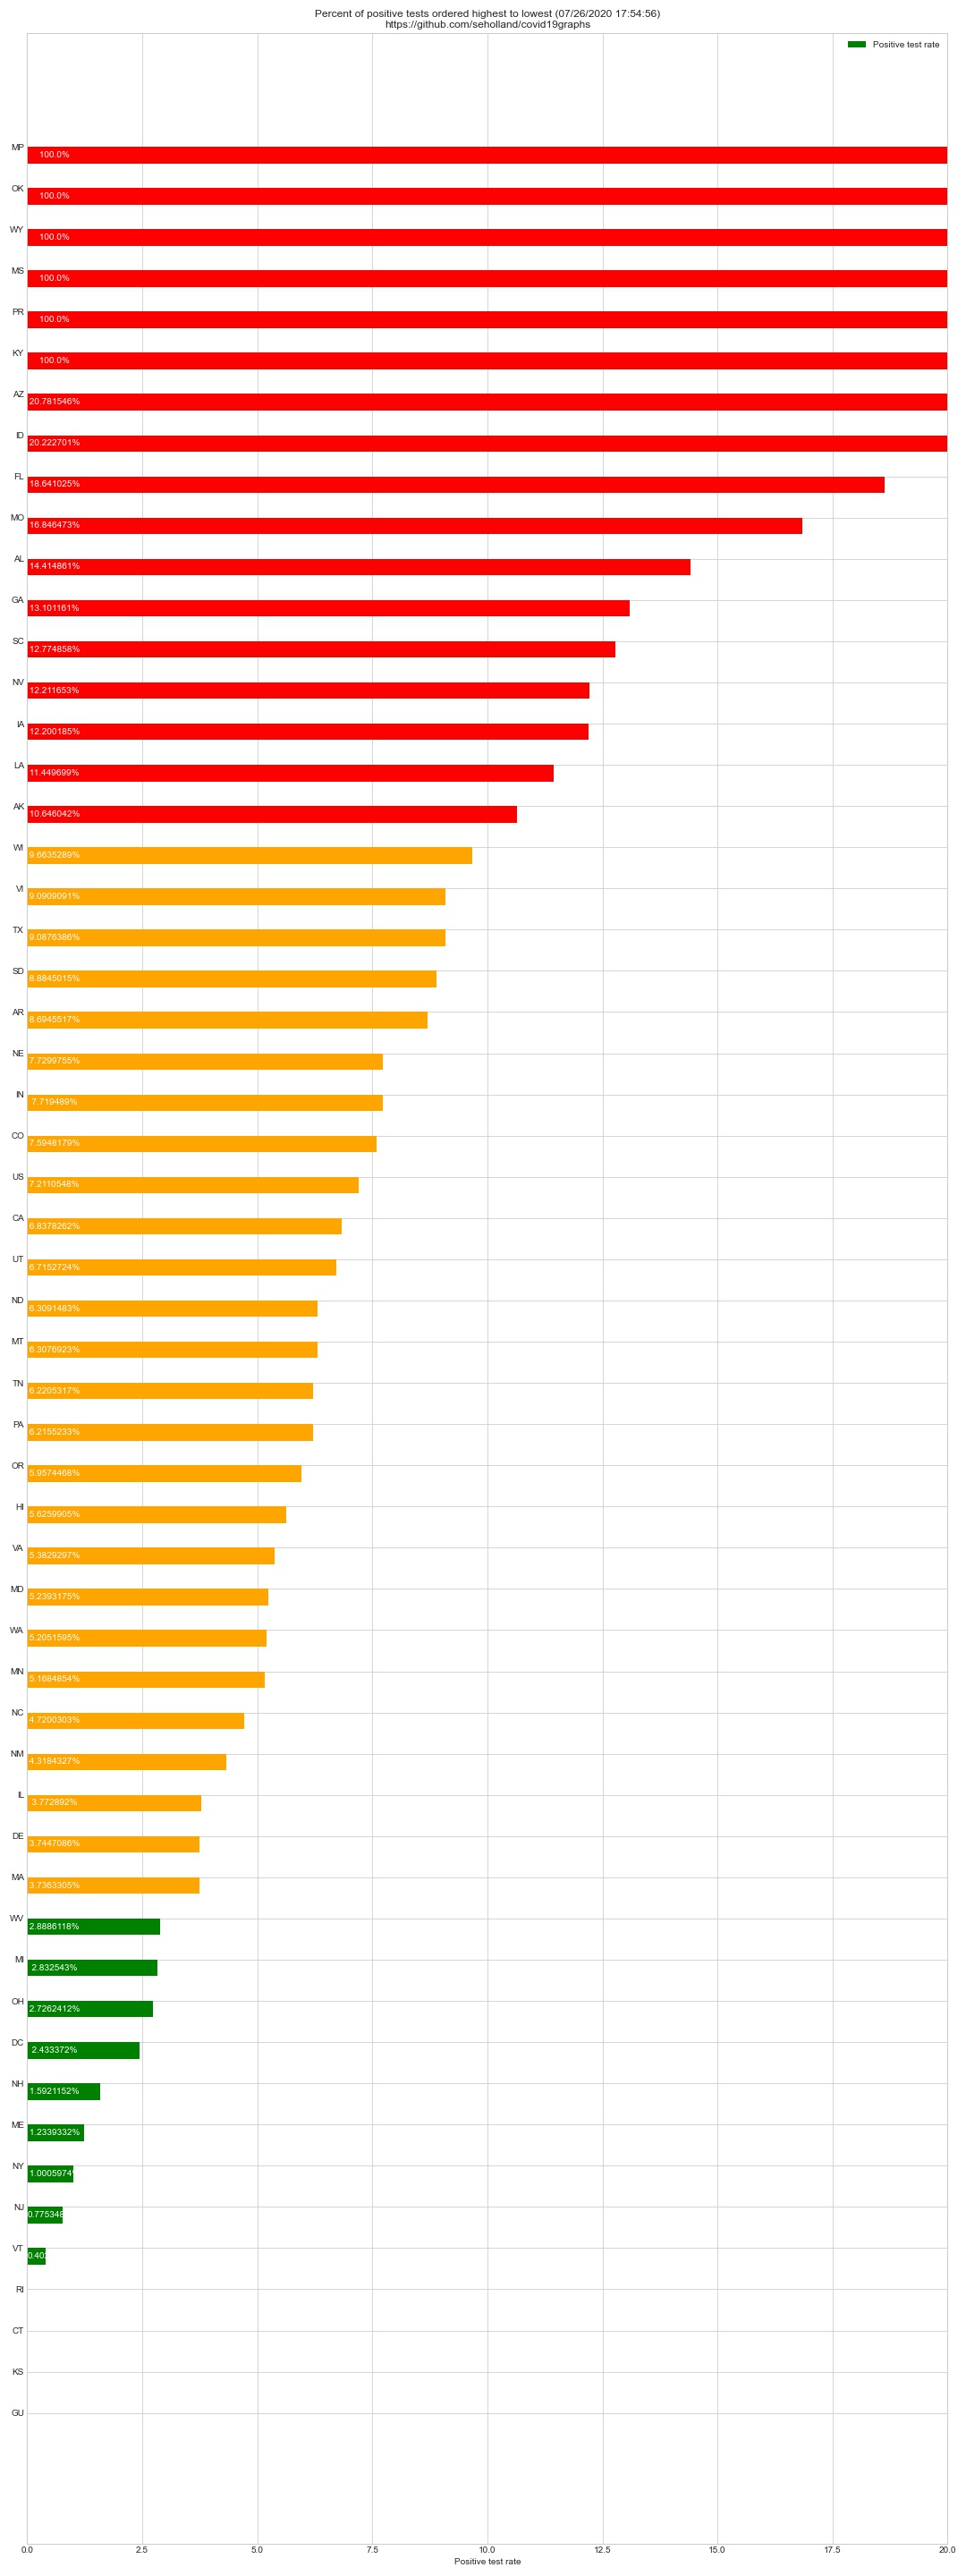 Percent of positive tests ordered highest to lowest (07/26/2020 17:54:56)
https://github.com/seholland/covid19graphs
Positive test rate
MP 100.0%
OK 100.0%
WY 100.0%
MS 100.0%
PR 100.0%
KY 100.0%
AZ 20.781546%
ID 20.222701%
FL 18.641025%
MO 16.846473%
AL 14.414861%
GA 13.101161%
SC 12.774858%
NV 12.211653%
IA 12.200185%
LA 11.449699%
AK 10.646042%
WI 9.6635289%
VI 9.0909091%
TX 9.0876386%
SD 8.8845015%
AR 8.6945517%
NE 7.7299755%
IN 7.719489%
CO 7.5948179%
US 7.2110548%
CA 6.8378262%
UT 6.7152724%
ND 6.3091483%
MT 6.3076923%
TN 6.2205317%
PA 6.2155233%
OR 5.9574468%
HI 5.6259905%
VA 5.3829297%
MD 5.2393175%
WA 5.2051595%
MN 5.1684854%
NC 4.7200303%
NM 4.3184327%
IL 3.772892%
DE 3.7447086%
MA 3.7363305%
WV 2.8886118%
MI 2.832543%
OH 2.7262412%
DC 2.433372%
NH 1.5921152%
ME 1.2339332%
NY 1.0005974
NJ 0.775348
VT 0.40
RI
CT
KS
GU
0.0 2.5 5.0 7.5 10.0 12.5 15.0 17.5 20.0
Positive test rate